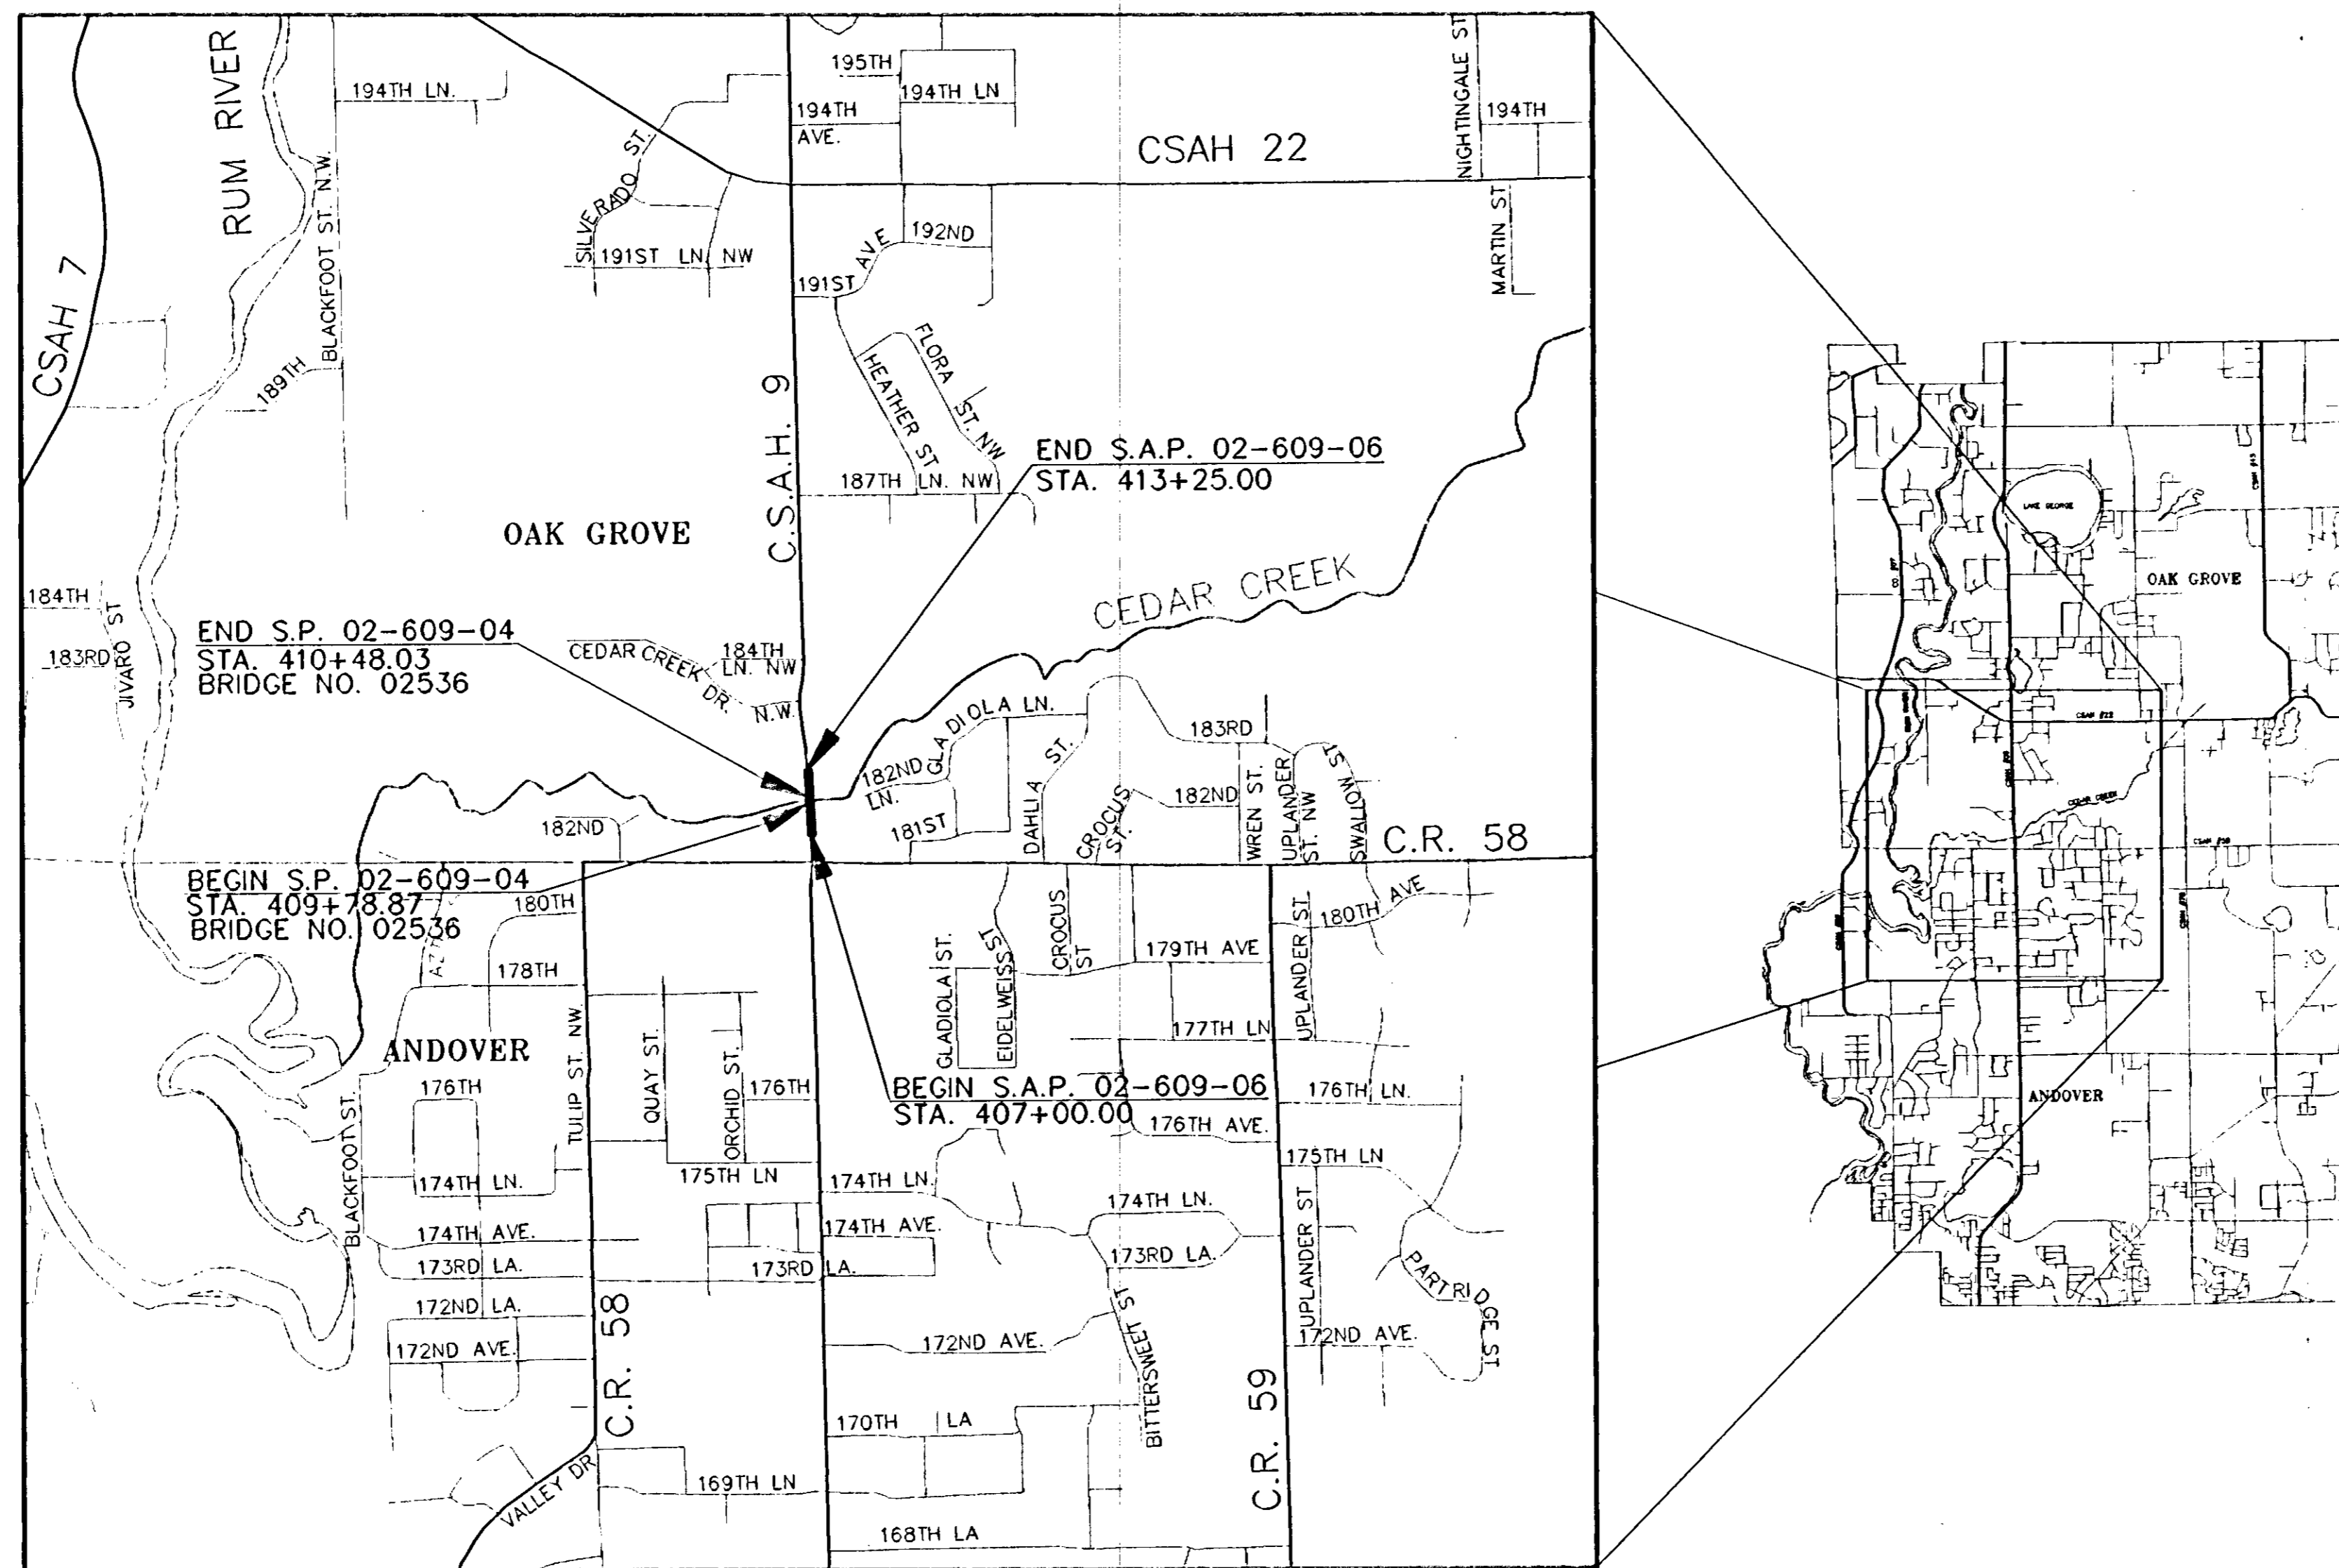 RUM RIVER
CSAH 7
194TH LN.
BLACKFOOT ST. N.W.
189TH
SILVERADO ST.
191ST LN. NW
195TH
194TH LN
194TH
AVE.
CSAH 22
NIGHTINGALE ST
194TH
MARTIN ST
192ND
191ST AVE
FLORA ST. NW
HEATHER ST
187TH LN. NW
C.S.A.H. 9
OAK GROVE
END S.A.P. 02-609-06
STA. 413+25.00
CEDAR CREEK
184TH
183RD
JIVARO ST
END S.P. 02-609-04
STA. 410+48.03
BRIDGE NO. 02536
CEDAR CREEK DR. N.W.
184TH
LN. NW
GLADIOLA LN.
182ND
LN.
181ST
DAHLIA ST.
CROCUS
ST.
183RD
182ND
WREN ST.
UPLANDER
ST. NW
SWALLOW ST
C.R. 58
182ND
BEGIN S.P. 02-609-04
STA. 409+78.87
BRIDGE NO. 02536
180TH
178TH
ANDOVER
TULIP ST. NW.
QUAY ST.
ORCHID ST.
176TH
175TH LN
GLADIOLA ST.
EIDELWEISS ST
CROCUS
ST
179TH AVE
177TH LN
UPLANDER ST
180TH AVE
BEGIN S.A.P. 02-609-06
STA. 407+00.00
176TH LN.
176TH AVE.
175TH LN
176TH
BLACKFOOT ST.
174TH LN.
174TH AVE.
173RD LA.
172ND LA.
172ND AVE.
C.R. 58
VALLEY DR
174TH LN.
174TH AVE.
173RD LA.
174TH LN.
173RD LA.
BITTERSWEET ST
172ND AVE.
UPLANDER ST
172ND AVE.
PARTRIDGE ST
C.R. 59
170TH LA
169TH LN
168TH LA
LAKE GEORGE
OAK GROVE
CSAH #22
CEDAR CREEK
ANDOVER